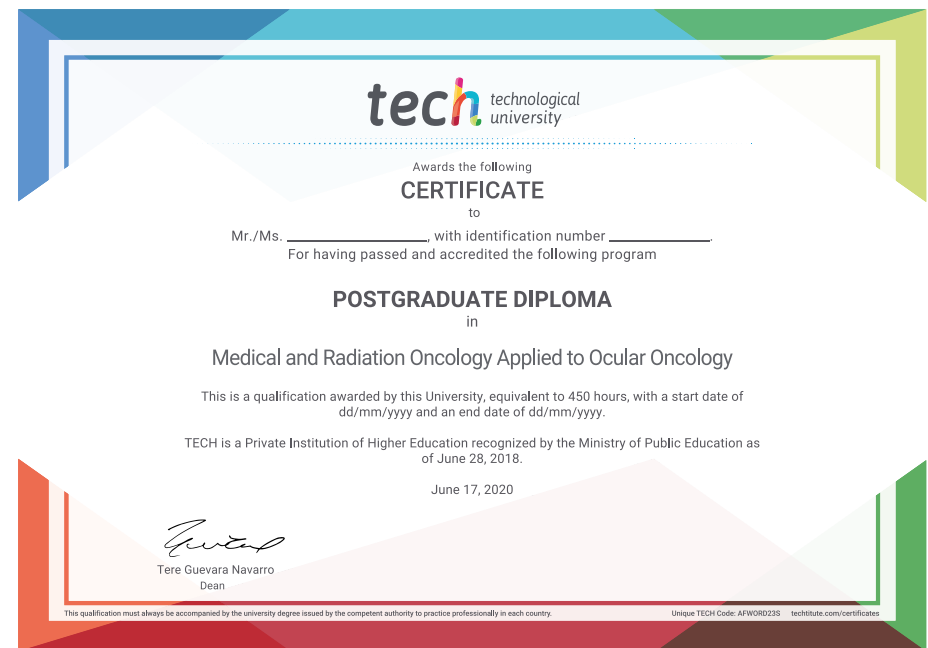 tech technological
university
Awards the following
CERTIFICATE
to
Mr./Ms. ____________________, with identification number ______________.
For having passed and accredited the following program
POSTGRADUATE DIPLOMA
in
Medical and Radiation Oncology Applied to Ocular Oncology
This is a qualification awarded by this University, equivalent to 450 hours, with a start date of
dd/mm/yyyy and an end date of dd/mm/yyyy.
TECH is a Private Institution of Higher Education recognized by the Ministry of Public Education as
of June 28, 2018.
June 17, 2020
Tere Guevara Navarro
Dean
This qualification must always be accompanied by the university degree issued by the competent authority to practice professionally in each country.
Unique TECH Code: AFWORD23S techtitute.com/certificates